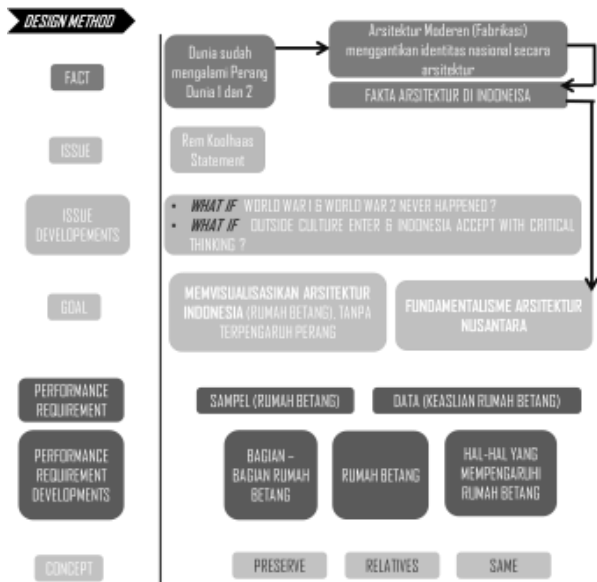 DESIGN METHOD
FACT
Dunia sudah
mengalami Perang
Dunia 1 dan 2
Arsitektur Moderen (Fabrikasi)
menggantikan identitas nasional secara
arsitektur
FAKTA ARSITEKTUR DI INDONEISA
ISSUE
Rem Koolhaas
Statement
ISSUE
DEVELOPEMENTS
• WHAT IF WORLD WAR 1 & WORLD WAR 2 NEVER HAPPENED ?
• WHAT IF OUTSIDE CULTURE ENTER & INDONESIA ACCEPT WITH CRITICAL
THINKING ?
GOAL
MEMVISUALISASIKAN ARSITEKTUR
INDONESIA (RUMAH BETANG), TANPA
TERPENGARUH PERANG
FUNDAMENTALISME ARSITEKTUR
NUSANTARA
PERFORMANCE
REQUIREMENT
SAMPEL (RUMAH BETANG)
DATA (KEASLIAN RUMAH BETANG)
PERFORMANCE
REQUIREMENT
DEVELOPMENTS
BAGIAN –
BAGIAN RUMAH
BETANG
RUMAH BETANG
HAL-HAL YANG
MEMPENGARUHI
RUMAH BETANG
CONCEPT
PRESERVE
RELATIVES
SAME